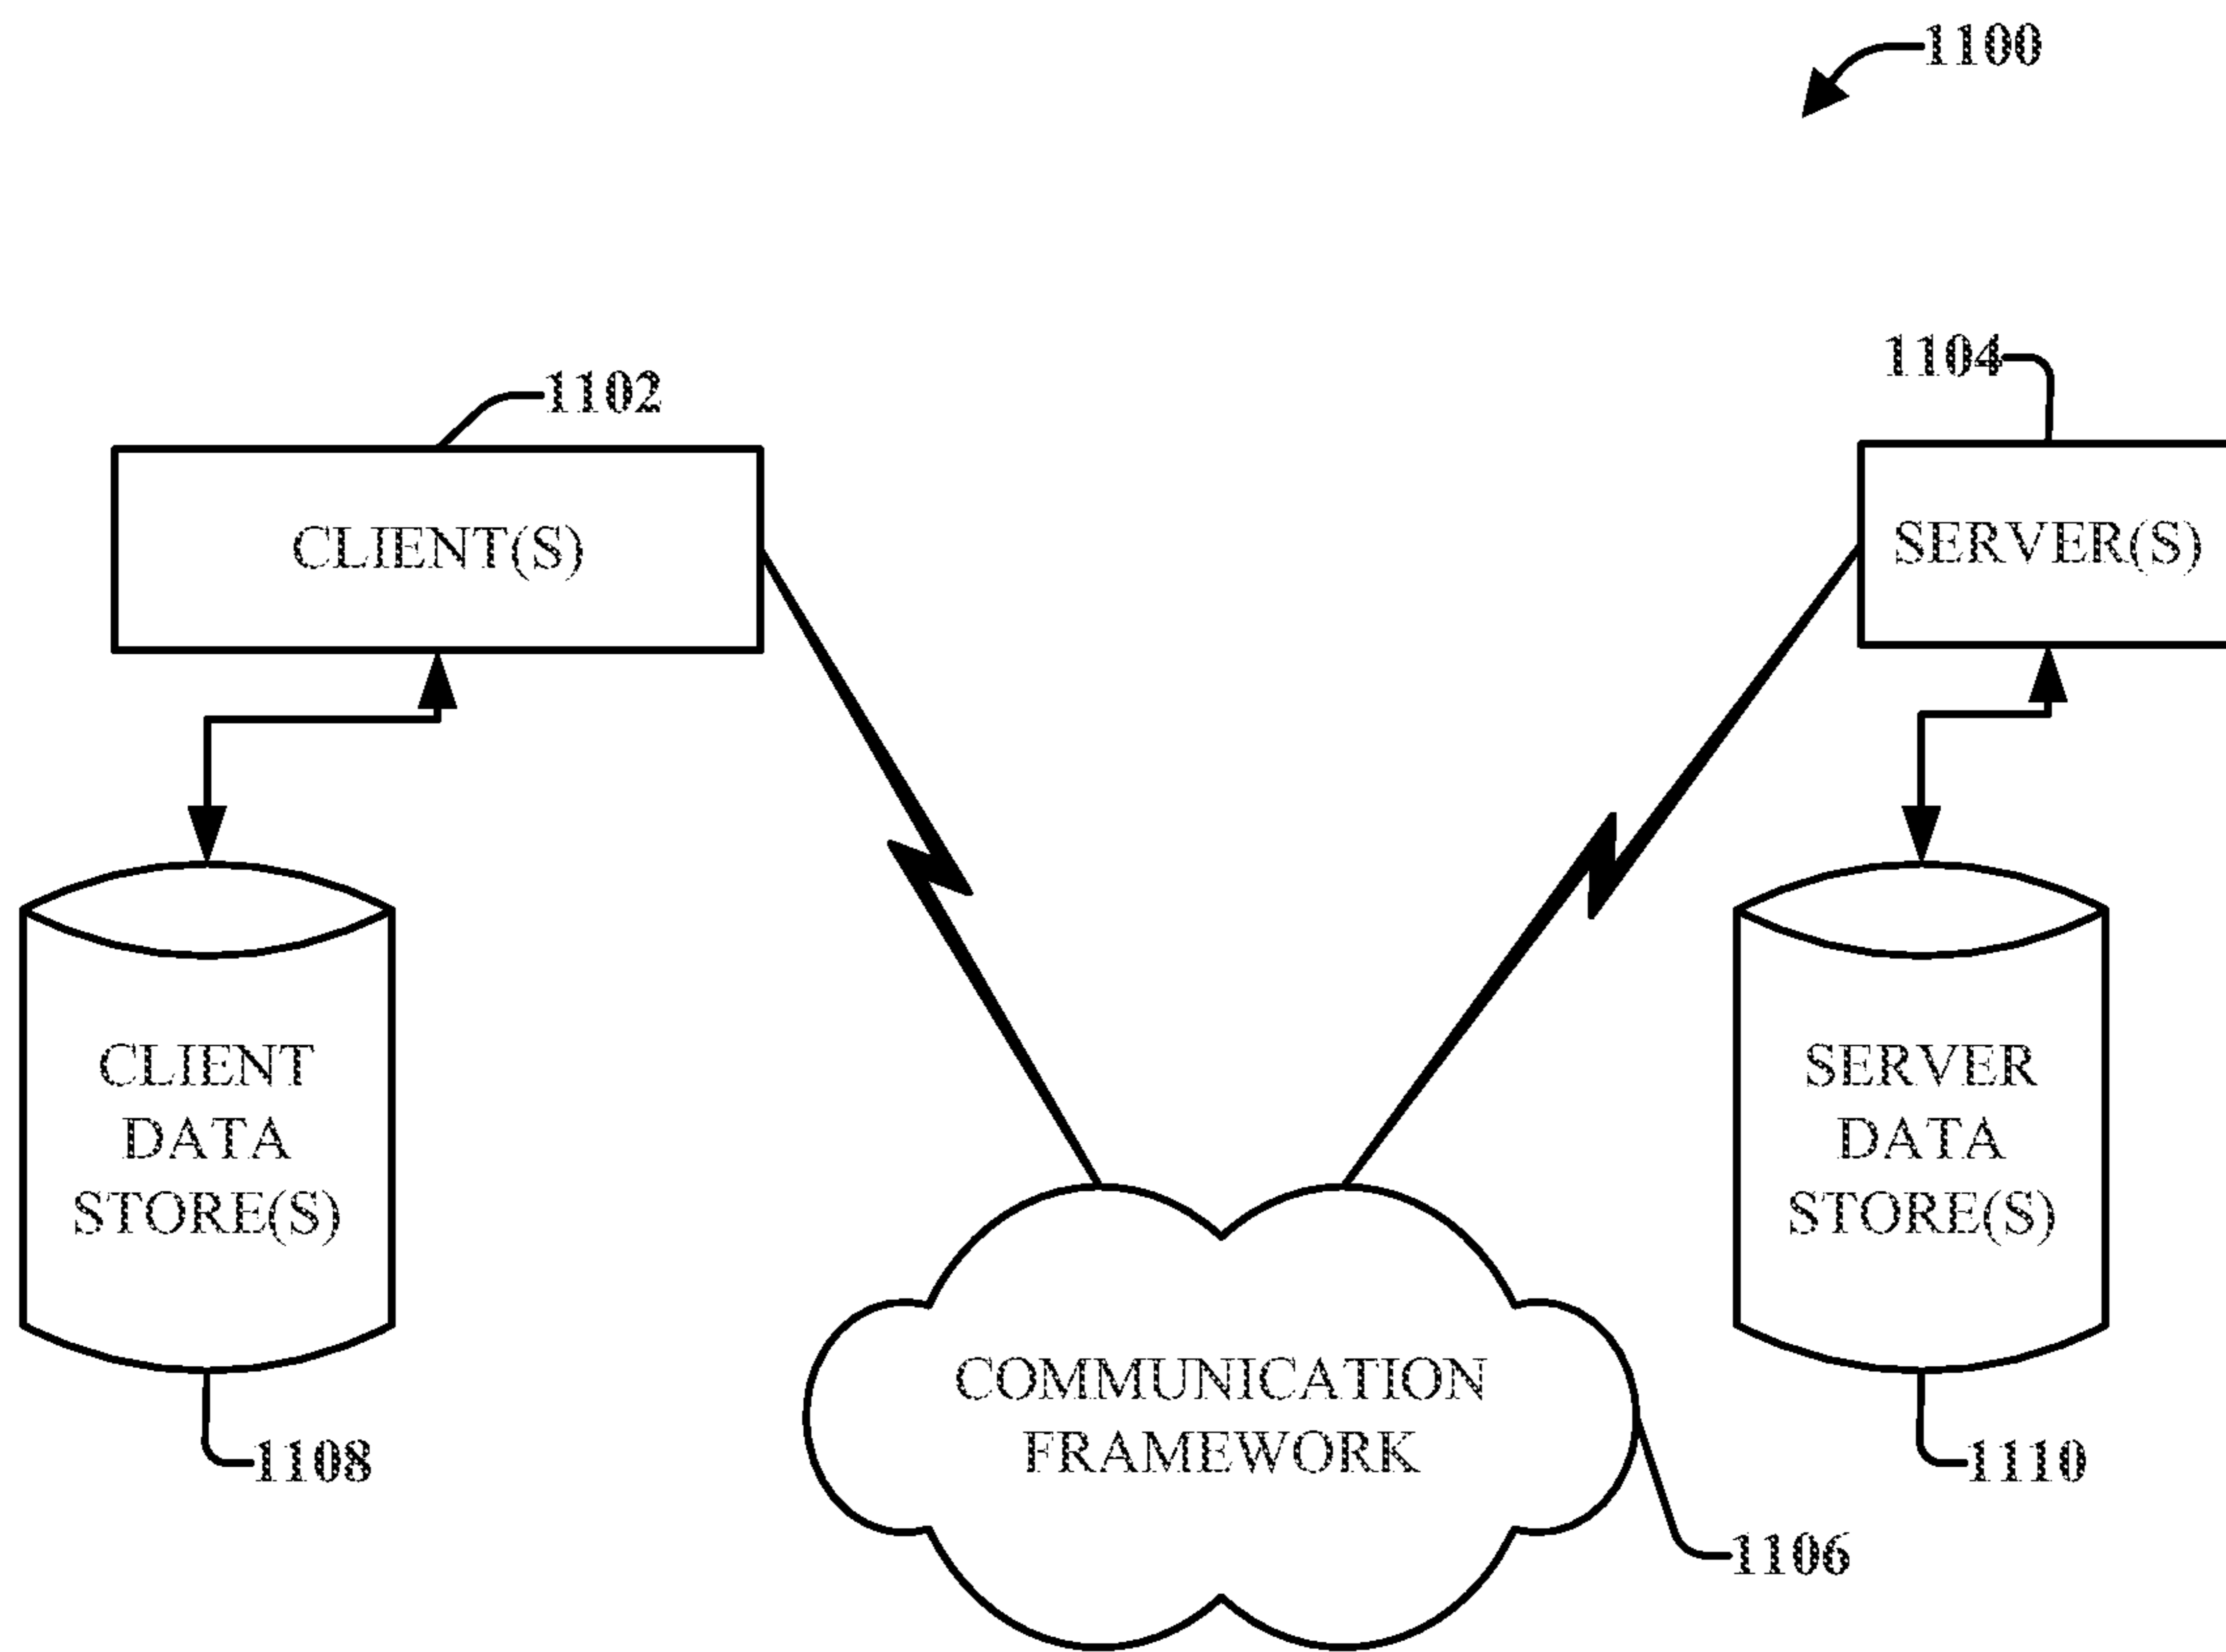 1100
1104
1102
CLIENT(S)
SERVER(S)
CLIENT
DATA
STORE(S)
SERVER
DATA
STORE(S)
COMMUNICATION
FRAMEWORK
1108
1110
1106